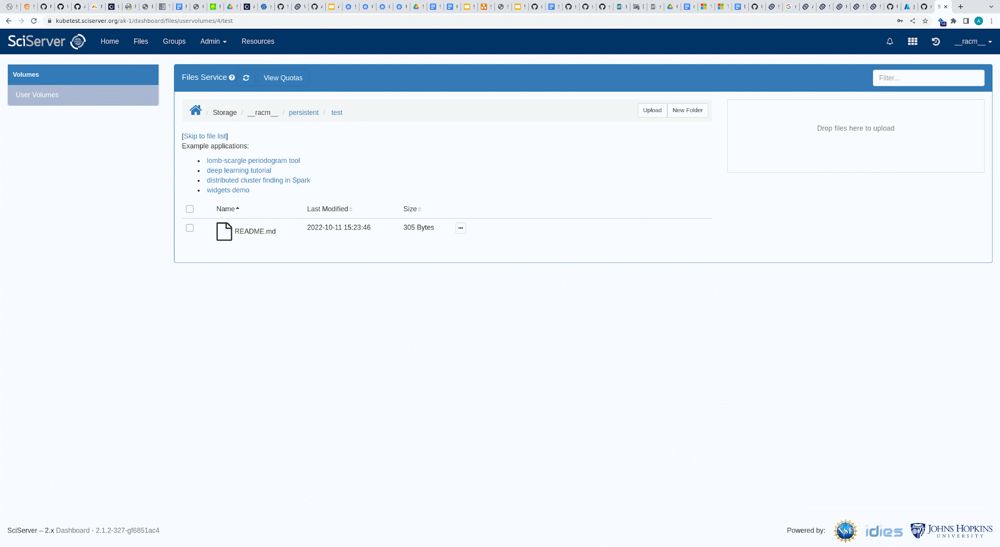 kubetest.sciserver.org/ak-1/dashboard/files/uservolumes/4/test
58
A
SciServer
Home Files Groups Admin Resources
__racm__
Volumes
User Volumes
Files Service View Quotas
Filter...
/ Storage / __racm__ / persistent / test
Upload New Folder
Drop files here to upload
[Skip to file list]
Example applications:
• lomb-scargle periodogram tool
• deep learning tutorial
• distributed cluster finding in Spark
• widgets demo
Name Last Modified Size
README.md 2022-10-11 15:23:46 305 Bytes
SciServer – 2.x Dashboard - 2.1.2-327-gf6851ac4
Powered by:
NSF
idies
JOHNS HOPKINS
UNIVERSITY